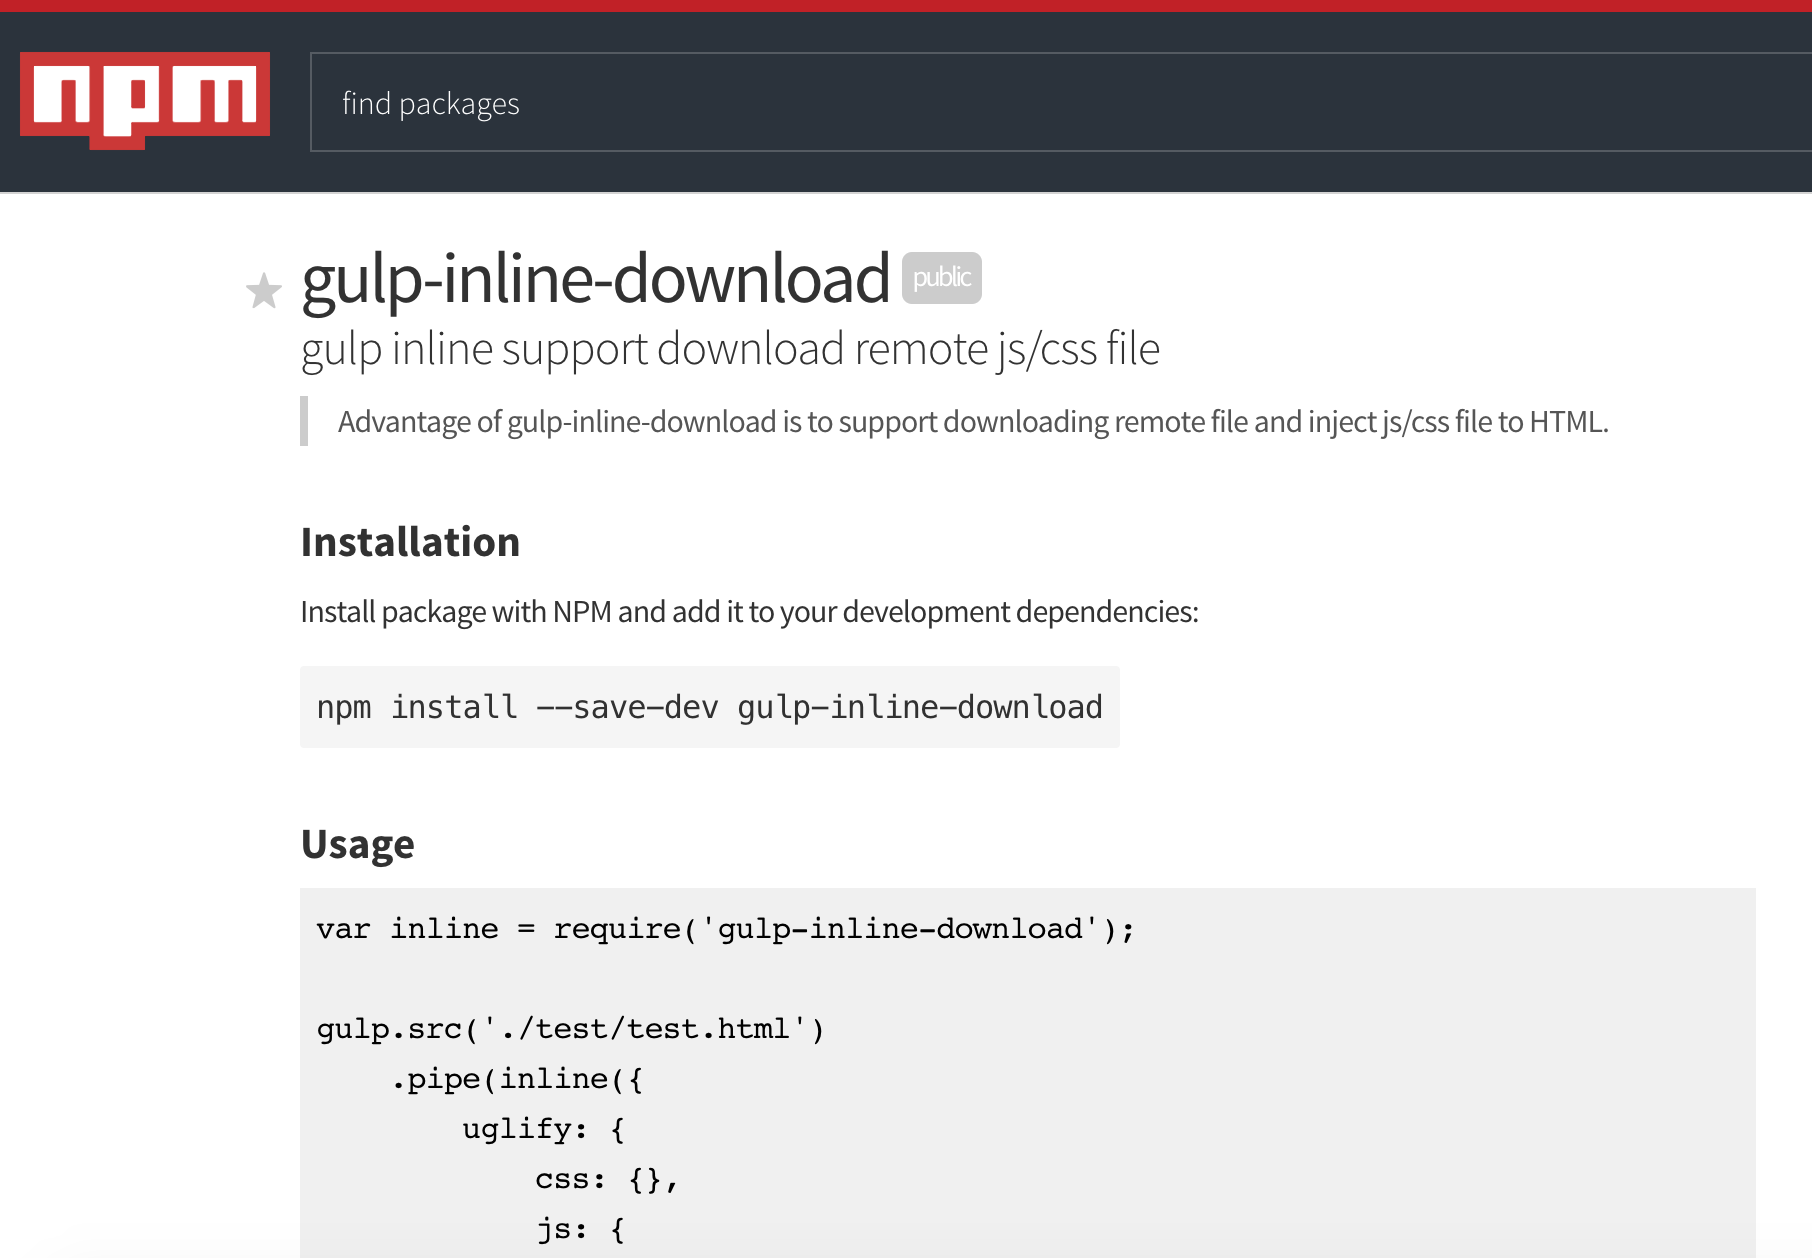 npm
find packages
gulp-inline-download public
gulp inline support download remote js/css file
Advantage of gulp-inline-download is to support downloading remote file and inject js/css file to HTML.
Installation
Install package with NPM and add it to your development dependencies:
npm install --save-dev gulp-inline-download
Usage
var inline = require('gulp-inline-download');
gulp.src('./test/test.html')
    .pipe(inline({
        uglify: {
            css: {},
            js: {